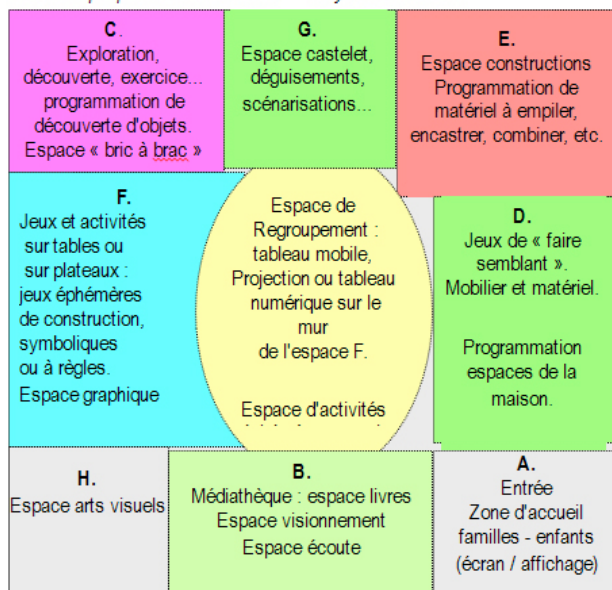 C.
Exploration,
découverte, exercice...
programmation de
découverte d'objets.
Espace « bric à brac »
G.
Espace castelet,
déguisements,
scénarisations...
E.
Espace constructions
Programmation de
matériel à empiler,
encastrer, combiner, etc.
F.
Jeux et activités
sur tables ou
sur plateaux :
jeux éphémères
de construction,
symboliques
ou à règles.
Espace graphique
Espace de
Regroupement :
tableau mobile,
Projection ou tableau
numérique sur le
mur
de l'espace F.
Espace d'activités
D.
Jeux de « faire
semblant ».
Mobilier et matériel.
Programmation
espaces de la
maison.
H.
Espace arts visuels
B.
Médiathèque : espace livres
Espace visionnement
Espace écoute
A.
Entrée
Zone d'accueil
familles - enfants
(écran / affichage)